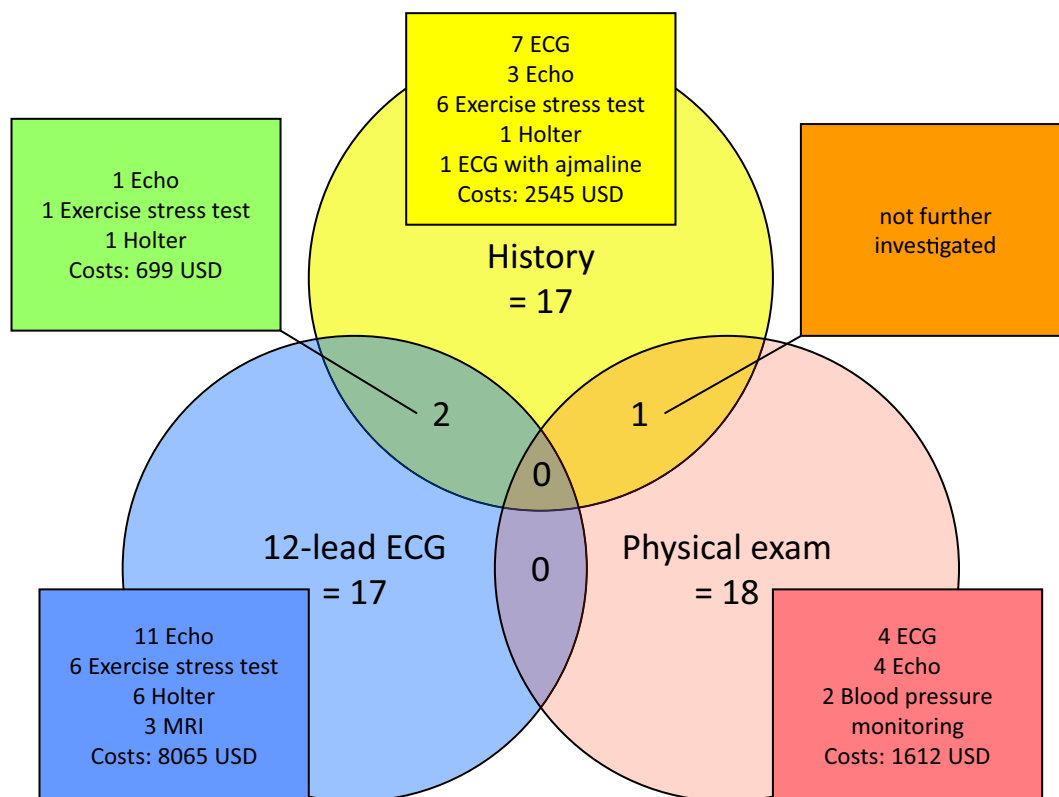 7 ECG
3 Echo
6 Exercise stress test
1 Holter
1 ECG with ajmaline
Costs: 2545 USD
1 Echo
1 Exercise stress test
1 Holter
Costs: 699 USD
not further
investigated
History
= 17
2
1
0
12-lead ECG
= 17
0
Physical exam
= 18
11 Echo
6 Exercise stress test
6 Holter
3 MRI
Costs: 8065 USD
4 ECG
4 Echo
2 Blood pressure
monitoring
Costs: 1612 USD